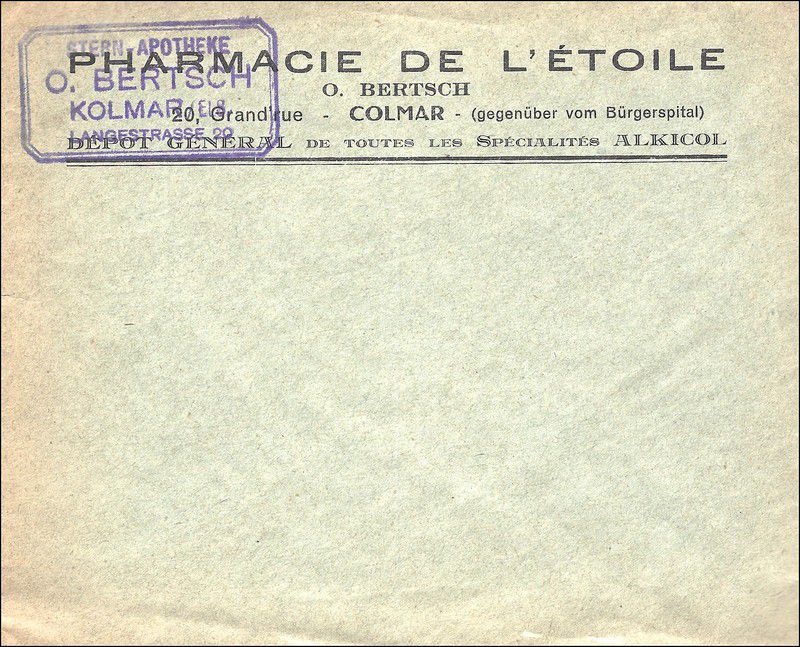 STERN-APOTHEKE
O. BERTSCH
KOLMAR/ELS.
LANGESTRASSE 20
PHARMACIE DE L'ÉTOILE
O. BERTSCH
20, Grand'rue - COLMAR - (gegenüber vom Bürgerspital)
DÉPOT GÉNÉRAL DE TOUTES LES SPÉCIALITÉS ALKICOL